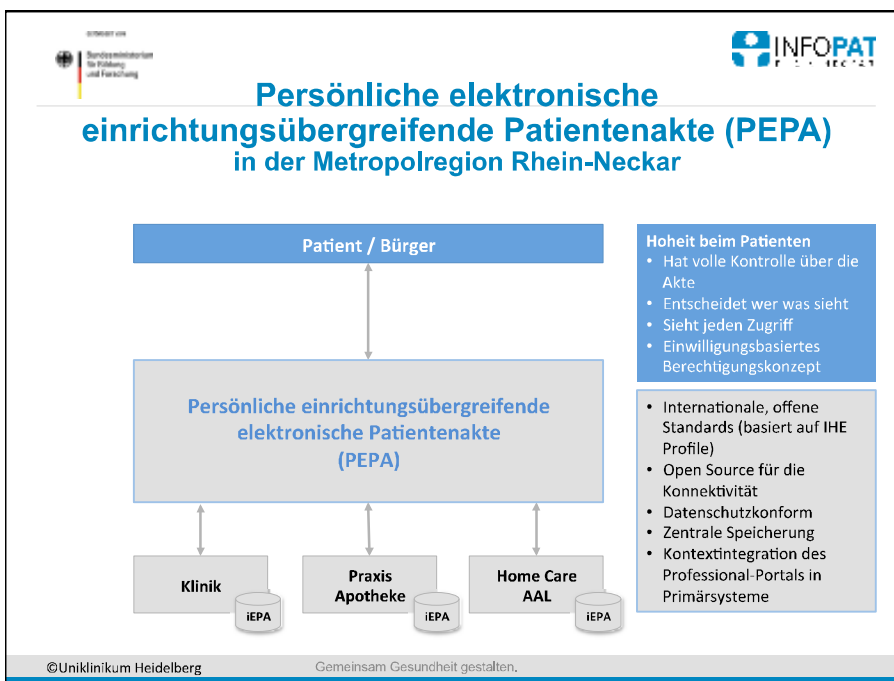 Bundesministerium
für Bildung
und Forschung
INFOPAT
Persönliche elektronische
einrichtungsübergreifende Patientenakte (PEPA)
in der Metropolregion Rhein-Neckar
Patient / Bürger
Hoheit beim Patienten
• Hat volle Kontrolle über die
Akte
• Entscheidet wer was sieht
• Sieht jeden Zugriff
• Einwilligungsbasiertes
Berechtigungskonzept
Persönliche einrichtungsübergreifende
elektronische Patientenakte
(PEPA)
• Internationale, offene
Standards (basiert auf IHE
Profile)
• Open Source für die
Konnektivität
• Datenschutzkonform
• Zentrale Speicherung
• Kontextintegration des
Professional-Portals in
Primärsysteme
Klinik
iEPA
Praxis
Apotheke
iEPA
Home Care
AAL
iEPA
©Uniklinikum Heidelberg
Gemeinsam Gesundheit gestalten.